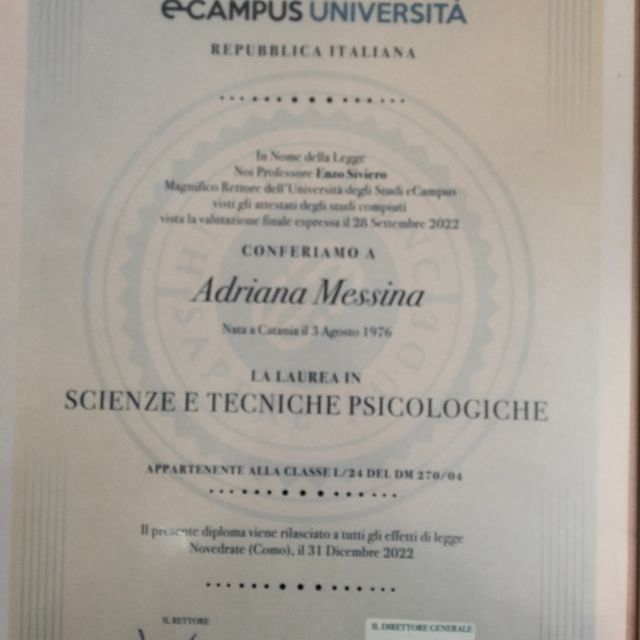 eCAMPUS UNIVERSITÀ
REPUBBLICA ITALIANA
In Nome della Legge
Noi Professore Enzo Siviero
Magnifico Rettore dell'Università degli Studi eCampus
visti gli attestati degli studi compiuti
vista la valutazione finale espressa il 28 Settembre 2022
CONFERIAMO A
Adriana Messina
Nata a Catania il 3 Agosto 1976
LA LAUREA IN
SCIENZE E TECNICHE PSICOLOGICHE
APPARTENENTE ALLA CLASSE L/24 DEL DM 270/04
Il presente diploma viene rilasciato a tutti gli effetti di legge
Novedrate (Como), il 31 Dicembre 2022
IL RETTORE
IL DIRETTORE GENERALE